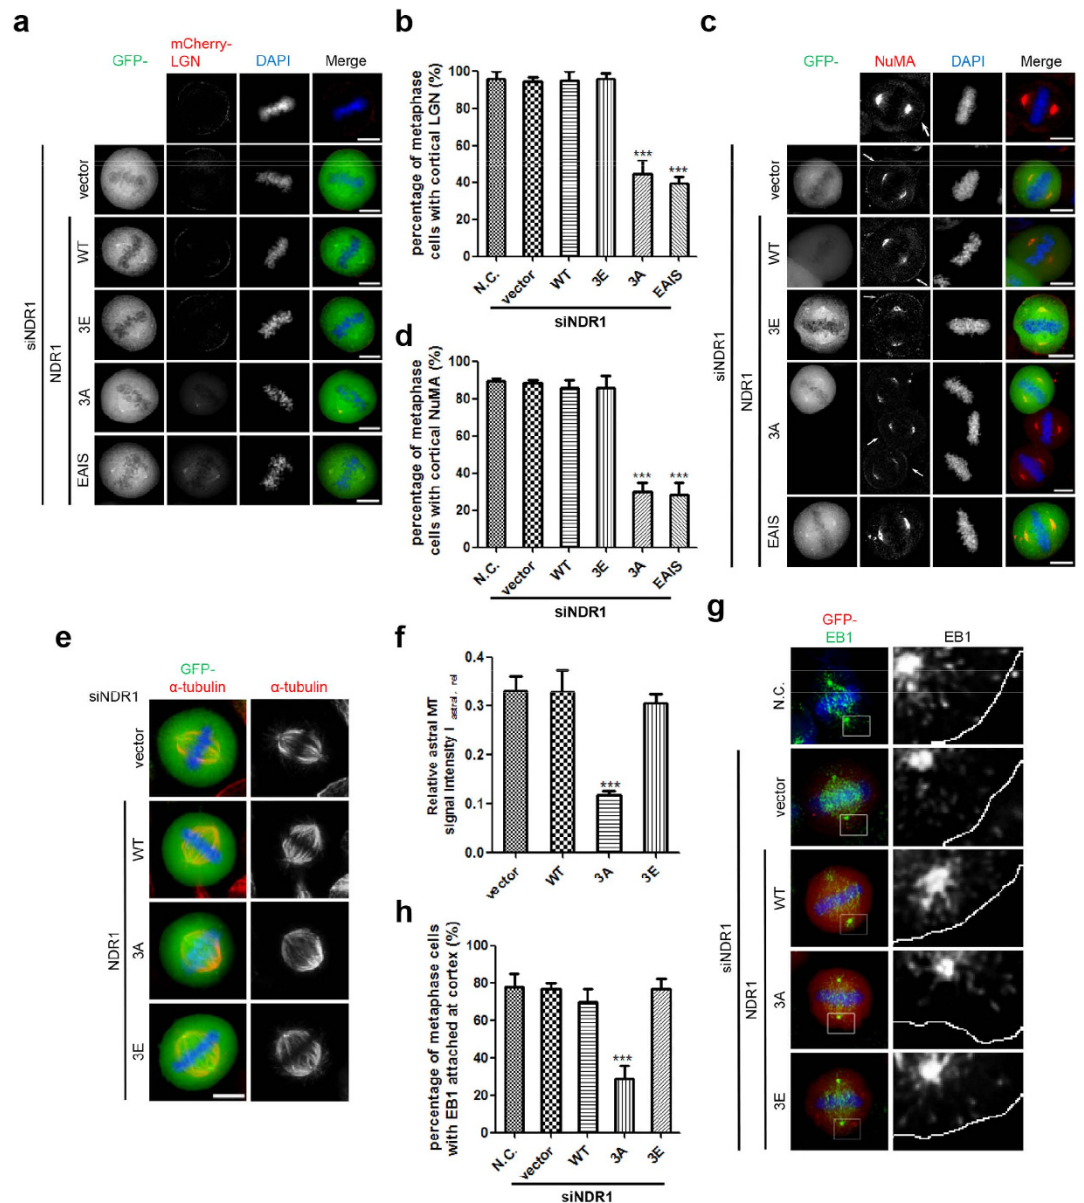 a
GFP-
mCherry-
LGN
DAPI
Merge
siNDR1
vector
NDR1
WT
3E
3A
EAIS
b
percentage of metaphase
cells with cortical LGN (%)
100
80
60
40
20
0
***
***
N.C.
vector
WT
3E
3A
EAIS
siNDR1
c
GFP-
NuMA
DAPI
Merge
siNDR1
vector
NDR1
WT
3E
3A
EAIS
d
percentage of metaphase
cells with cortical NuMA (%)
100
80
60
40
20
0
***
***
N.C.
vector
WT
3E
3A
EAIS
siNDR1
e
GFP-
α-tubulin
α-tubulin
siNDR1
vector
NDR1
WT
3A
3E
f
Relative astral MT
signal intensity I astral, rel
0.4
0.3
0.2
0.1
0.0
***
vector
WT
3A
3E
g
GFP-
EB1
EB1
N.C.
siNDR1
vector
NDR1
WT
3A
3E
h
percentage of metaphase cells
with EB1 attached at cortex (%)
100
80
60
40
20
0
***
N.C.
vector
WT
3A
3E
siNDR1